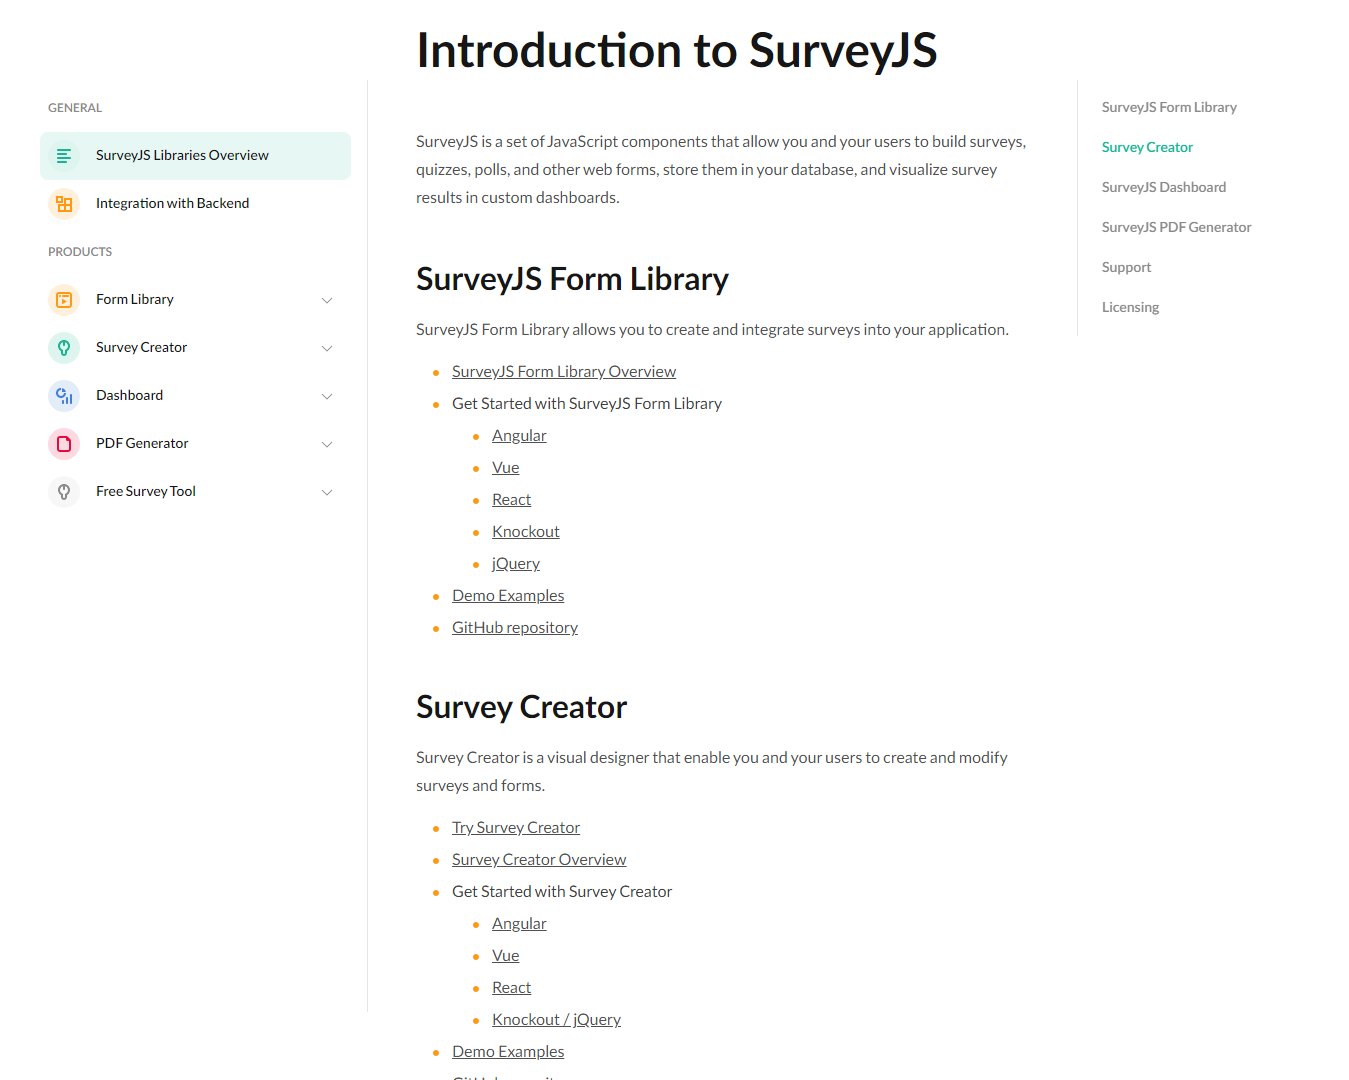 Introduction to SurveyJS
GENERAL
SurveyJS Libraries Overview
Integration with Backend
PRODUCTS
Form Library
Survey Creator
Dashboard
PDF Generator
Free Survey Tool
SurveyJS is a set of JavaScript components that allow you and your users to build surveys,
quizzes, polls, and other web forms, store them in your database, and visualize survey
results in custom dashboards.
SurveyJS Form Library
SurveyJS Form Library allows you to create and integrate surveys into your application.
SurveyJS Form Library Overview
Get Started with SurveyJS Form Library
Angular
Vue
React
Knockout
jQuery
Demo Examples
GitHub repository
Survey Creator
Survey Creator is a visual designer that enable you and your users to create and modify
surveys and forms.
Try Survey Creator
Survey Creator Overview
Get Started with Survey Creator
Angular
Vue
React
Knockout / jQuery
Demo Examples
SurveyJS Form Library
Survey Creator
SurveyJS Dashboard
SurveyJS PDF Generator
Support
Licensing